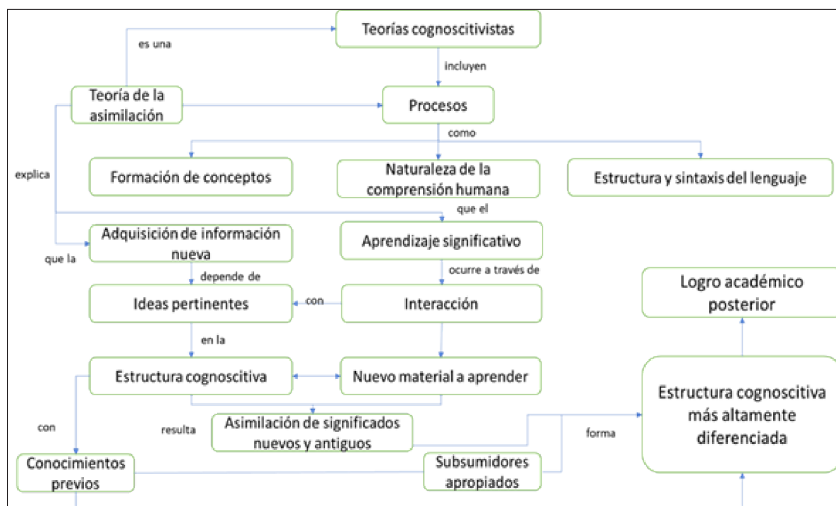 Teorías cognoscitivistas
es una
incluyen
Teoría de la
asimilación
Procesos
como
Formación de conceptos
Naturaleza de la
comprensión humana
Estructura y sintaxis del lenguaje
explica
que el
Adquisición de información
nueva
Aprendizaje significativo
que la
depende de
ocurre a través de
Ideas pertinentes
con
Interacción
Logro académico
posterior
en la
Estructura cognoscitiva
Nuevo material a aprender
Estructura cognoscitiva
más altamente
diferenciada
con
resulta
Asimilación de significados
nuevos y antiguos
forma
Conocimientos
previos
Subsumidores
apropiados